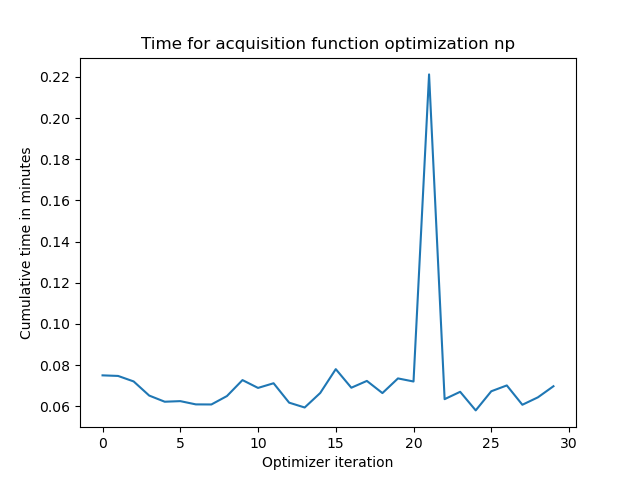 Time for acquisition function optimization np
Cumulative time in minutes
0.22
0.20
0.18
0.16
0.14
0.12
0.10
0.08
0.06
0 5 10 15 20 25 30
Optimizer iteration